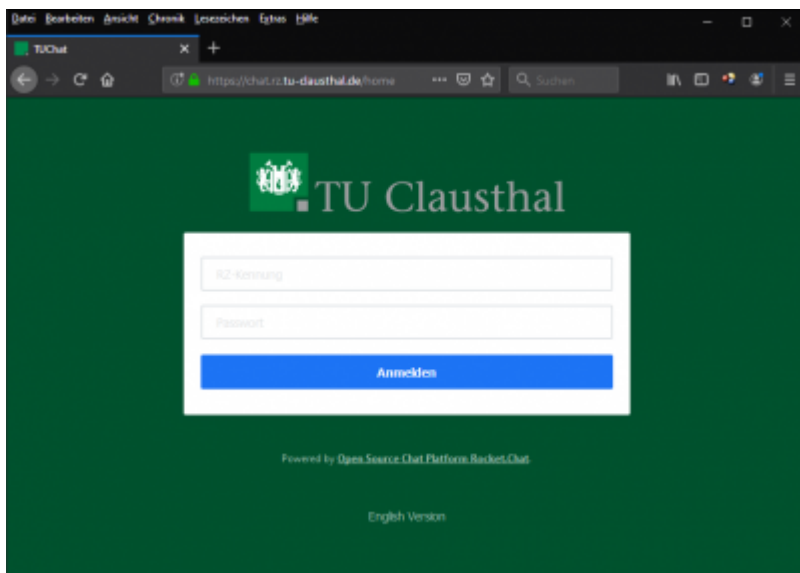 Datei Bearbeiten Ansicht Chronik Lesezeichen Extras Hilfe
TUChat
https://chat.rz.tu-clausthal.de/home
Suchen
TU Clausthal
RZ-Kennung
Passwort
Anmelden
Powered by Open Source Chat Platform Rocket.Chat.
English Version